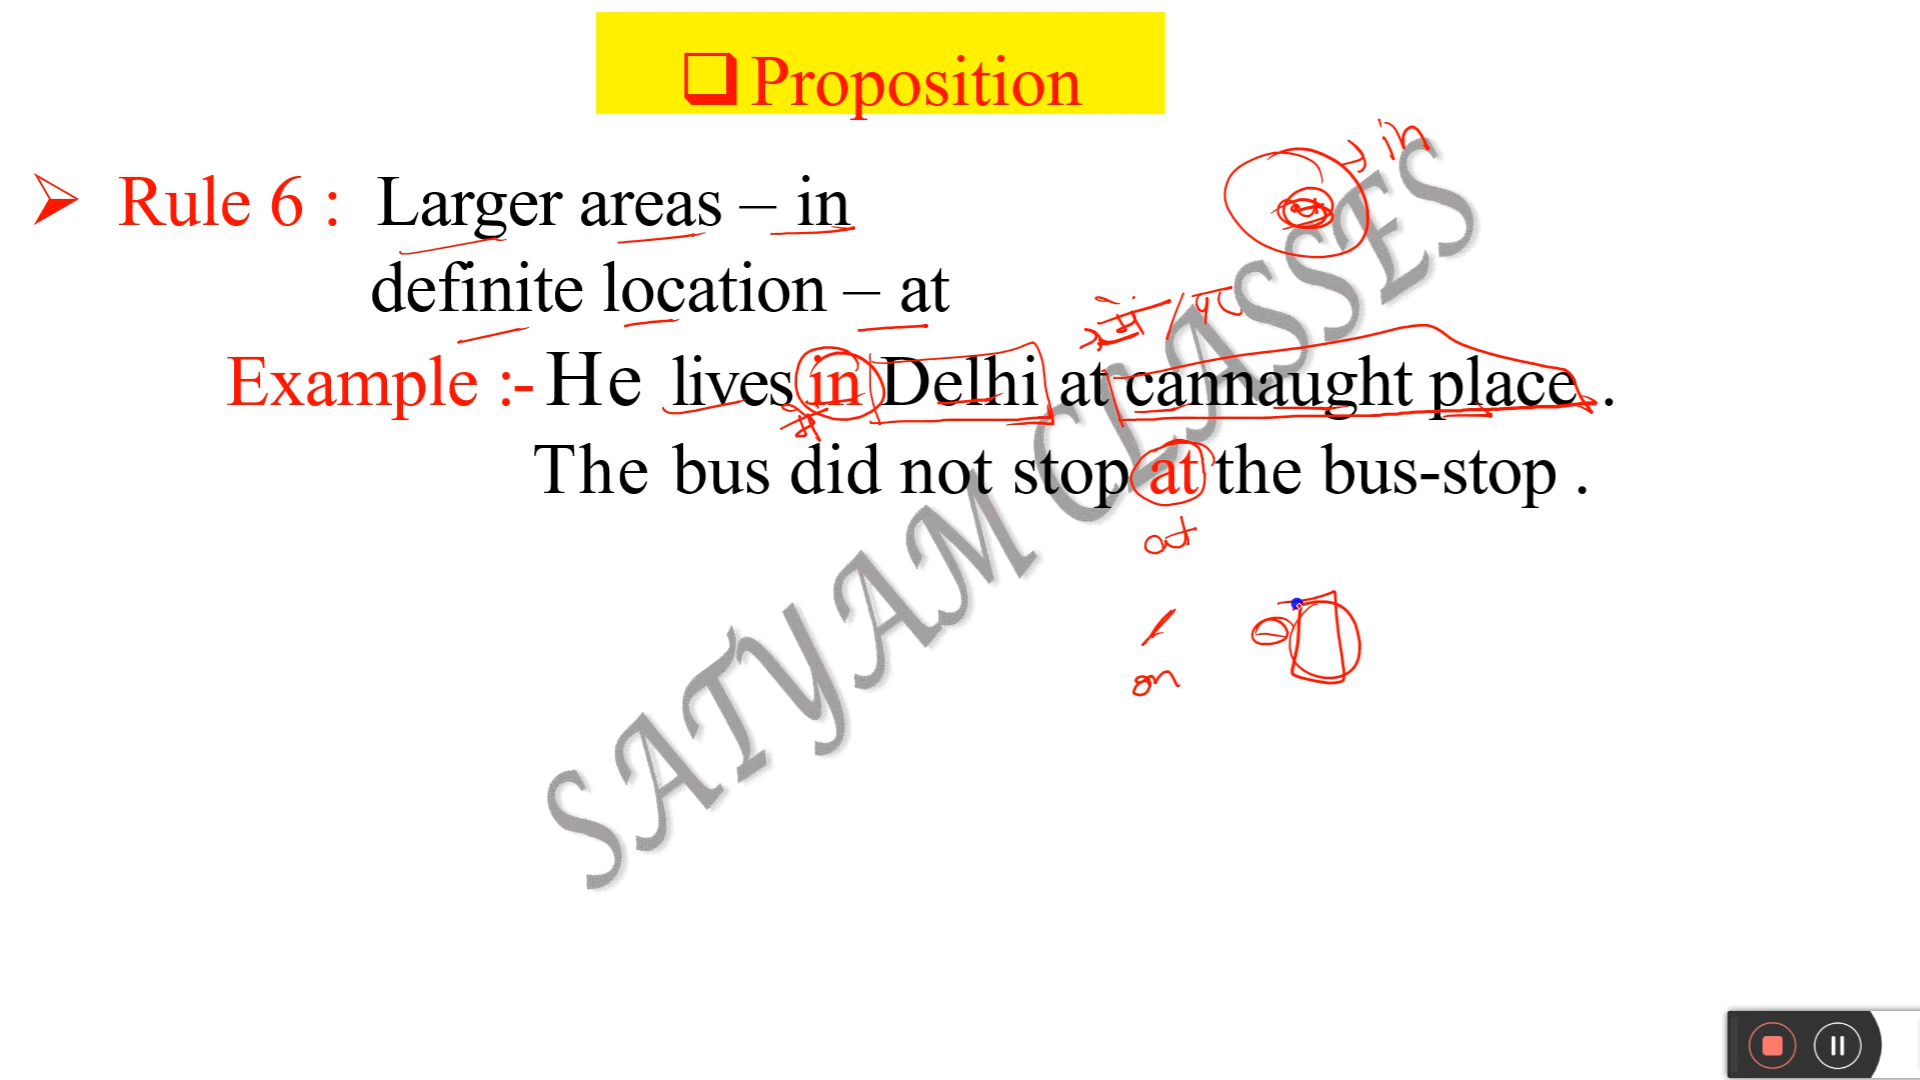 ❑ Proposition
in
➢ Rule 6 : Larger areas – in
definite location – at
में / पर
Example :- He lives in Delhi at cannaught place .
में
The bus did not stop at the bus-stop .
at
on
SATYAM CLASSES